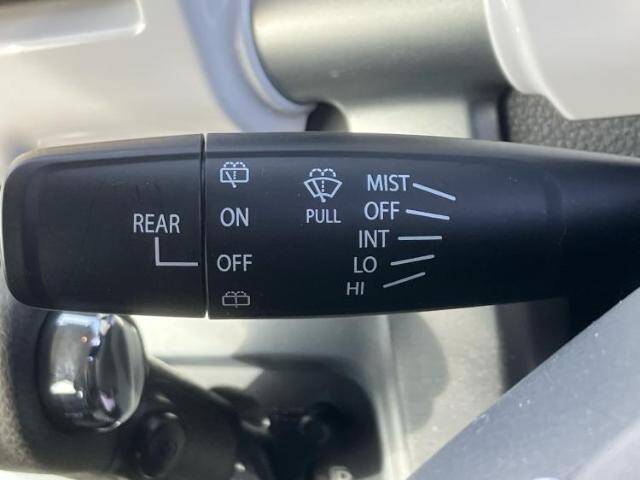 REAR
ON
OFF
PULL
MIST
OFF
INT
LO
HI